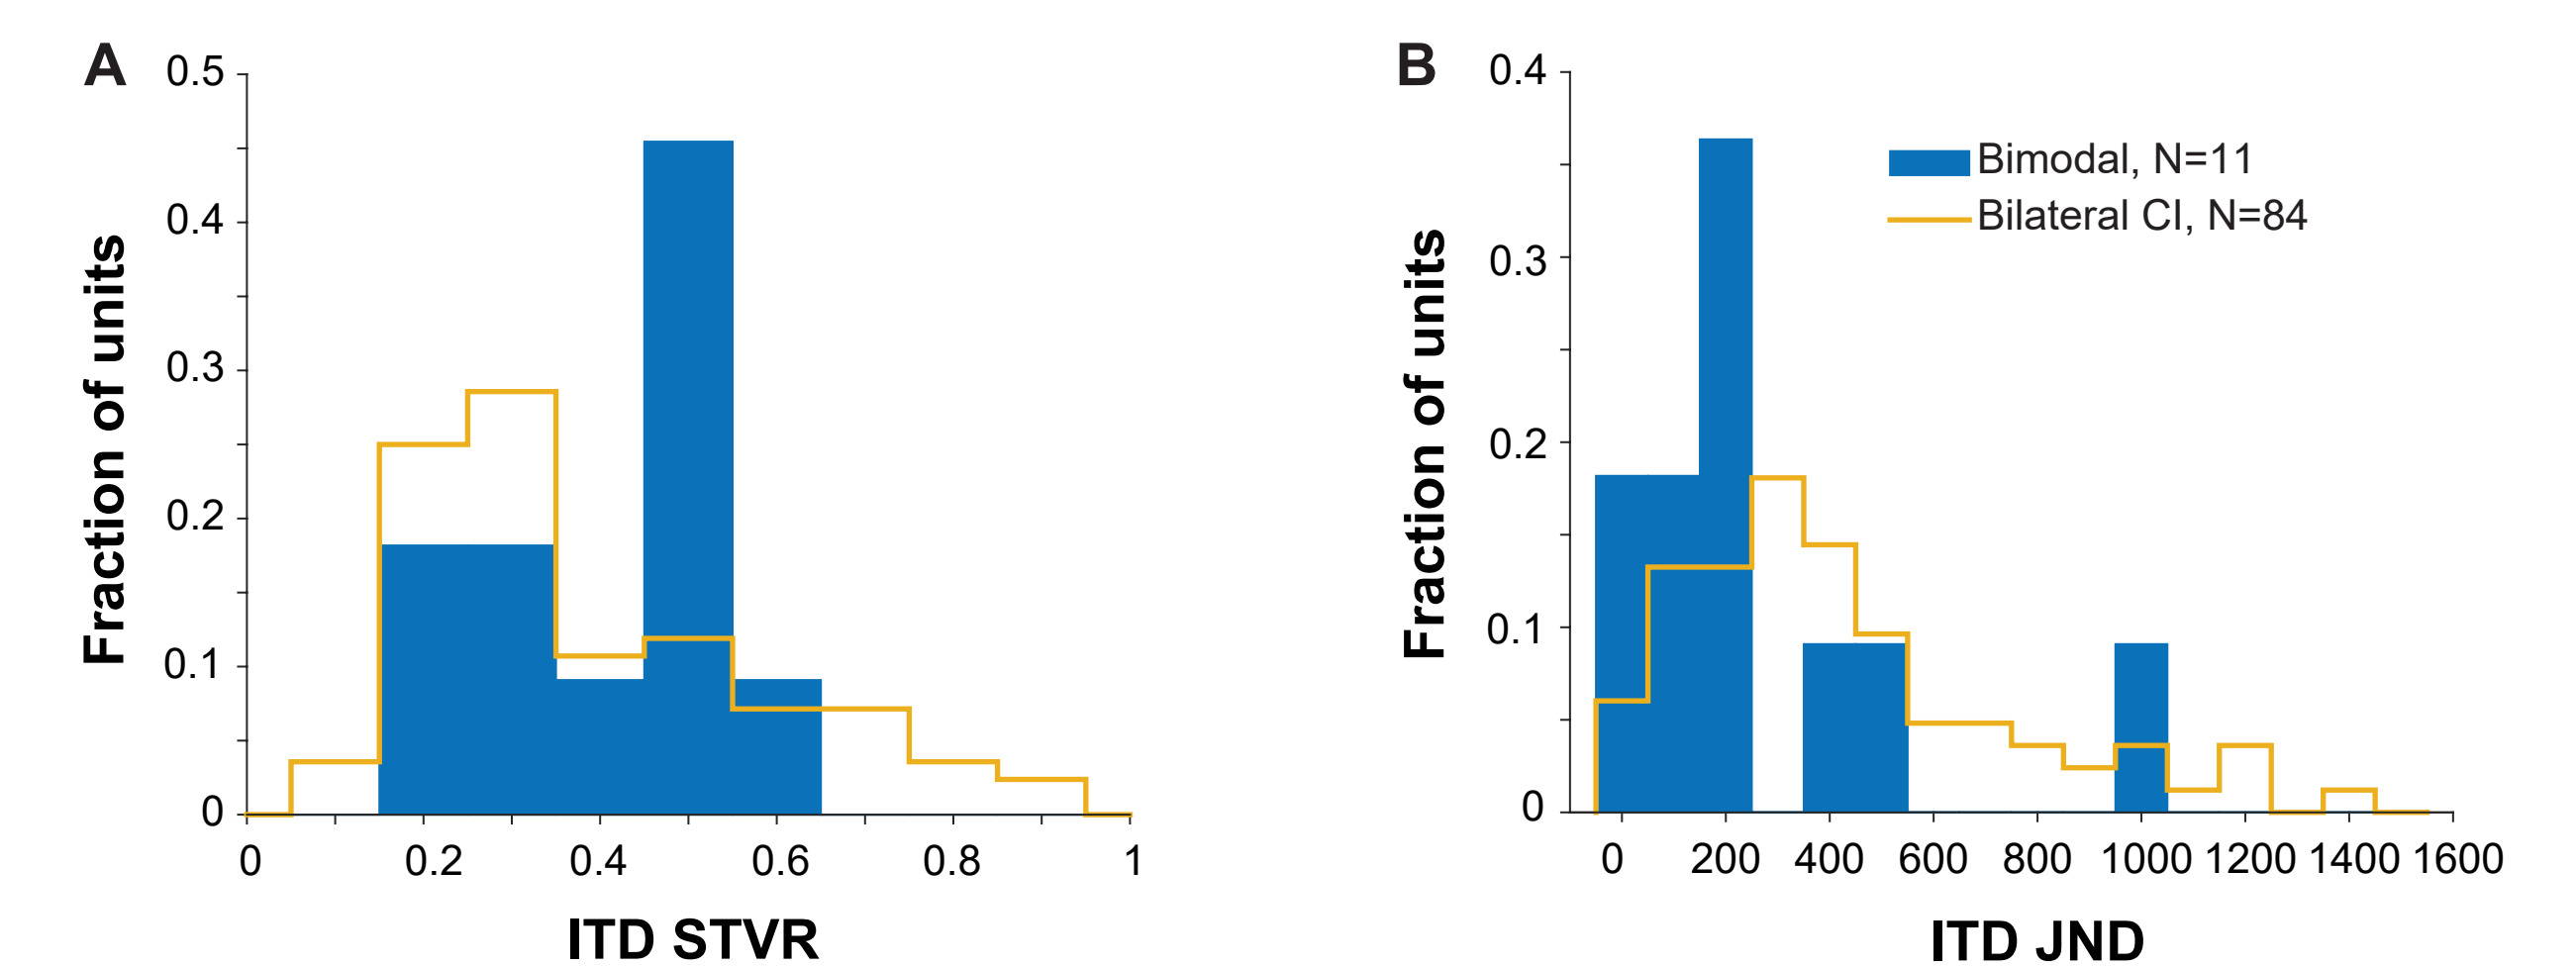 A
0.5
0.4
0.3
0.2
0.1
0
Fraction of units
0 0.2 0.4 0.6 0.8 1
ITD STVR
B
0.4
0.3
0.2
0.1
0
Fraction of units
Bimodal, N=11
Bilateral CI, N=84
0 200 400 600 800 1000 1200 1400 1600
ITD JND